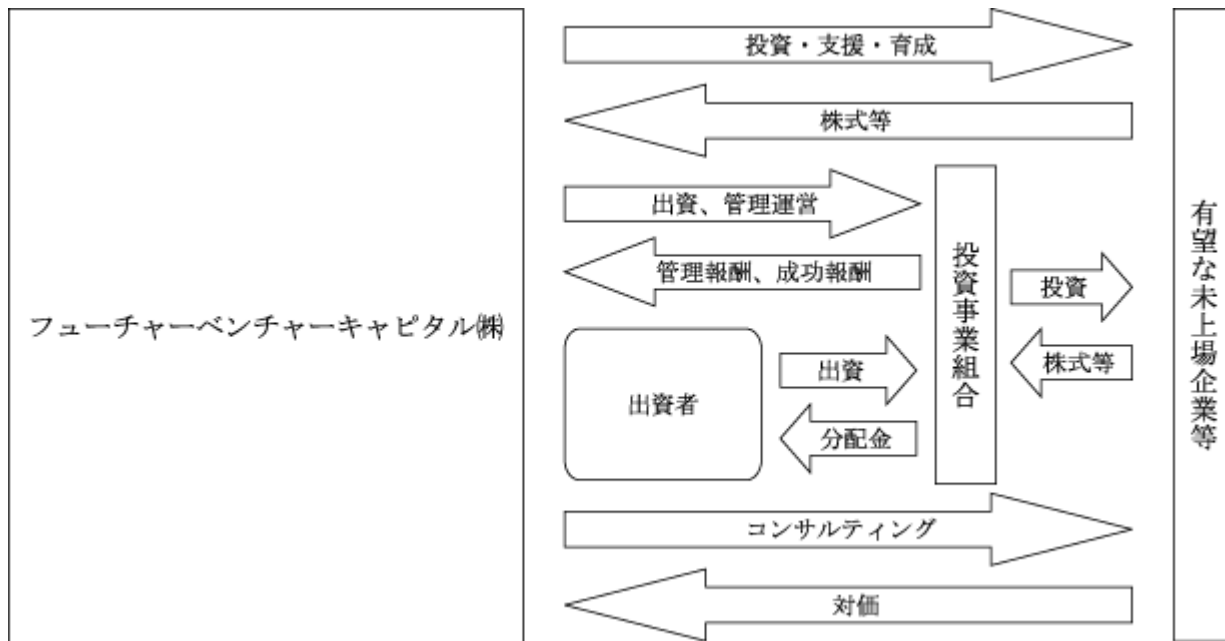 投資・支援・育成
株式等
出資、管理運営
管理報酬、成功報酬
フューチャーベンチャーキャピタル㈱
出資者
出資
分配金
投資事業組合
投資
株式等
有望な未上場企業等
コンサルティング
対価